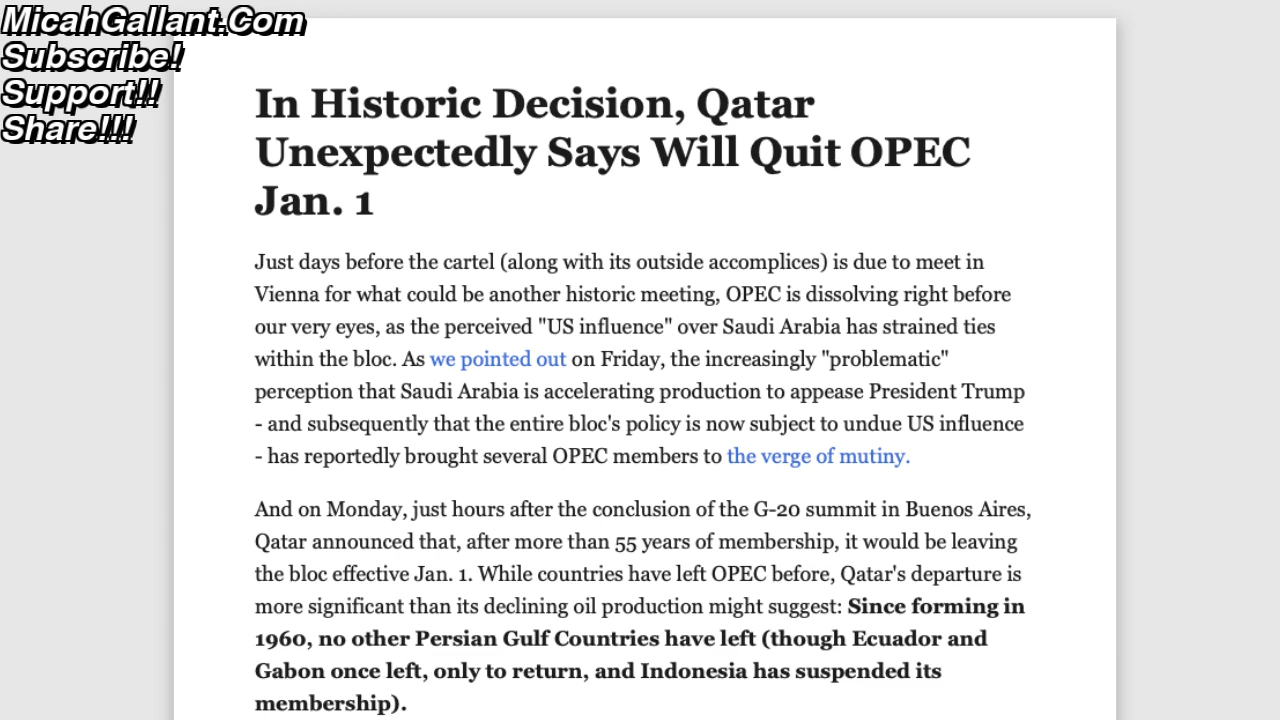 MicahGallant.Com
Subscribe!
Support!!
Share!!!
In Historic Decision, Qatar
Unexpectedly Says Will Quit OPEC
Jan. 1
Just days before the cartel (along with its outside accomplices) is due to meet in
Vienna for what could be another historic meeting, OPEC is dissolving right before
our very eyes, as the perceived "US influence" over Saudi Arabia has strained ties
within the bloc. As we pointed out on Friday, the increasingly "problematic"
perception that Saudi Arabia is accelerating production to appease President Trump
- and subsequently that the entire bloc's policy is now subject to undue US influence
- has reportedly brought several OPEC members to the verge of mutiny.
And on Monday, just hours after the conclusion of the G-20 summit in Buenos Aires,
Qatar announced that, after more than 55 years of membership, it would be leaving
the bloc effective Jan. 1. While countries have left OPEC before, Qatar's departure is
more significant than its declining oil production might suggest: Since forming in
1960, no other Persian Gulf Countries have left (though Ecuador and
Gabon once left, only to return, and Indonesia has suspended its
membership).